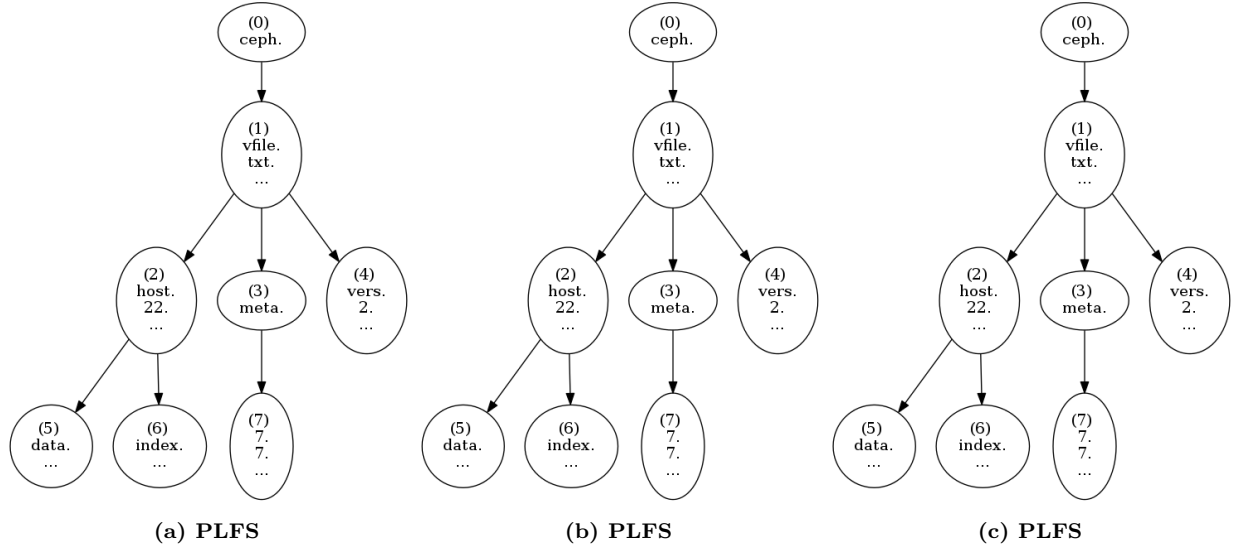 (0)
ceph.
(1)
vfile.
txt.
...
(2)
host.
22.
...
(3)
meta.
(4)
vers.
2.
...
(5)
data.
...
(6)
index.
...
(7)
7.
7.
...
(a) PLFS
(0)
ceph.
(1)
vfile.
txt.
...
(2)
host.
22.
...
(3)
meta.
(4)
vers.
2.
...
(5)
data.
...
(6)
index.
...
(7)
7.
7.
...
(b) PLFS
(0)
ceph.
(1)
vfile.
txt.
...
(2)
host.
22.
...
(3)
meta.
(4)
vers.
2.
...
(5)
data.
...
(6)
index.
...
(7)
7.
7.
...
(c) PLFS